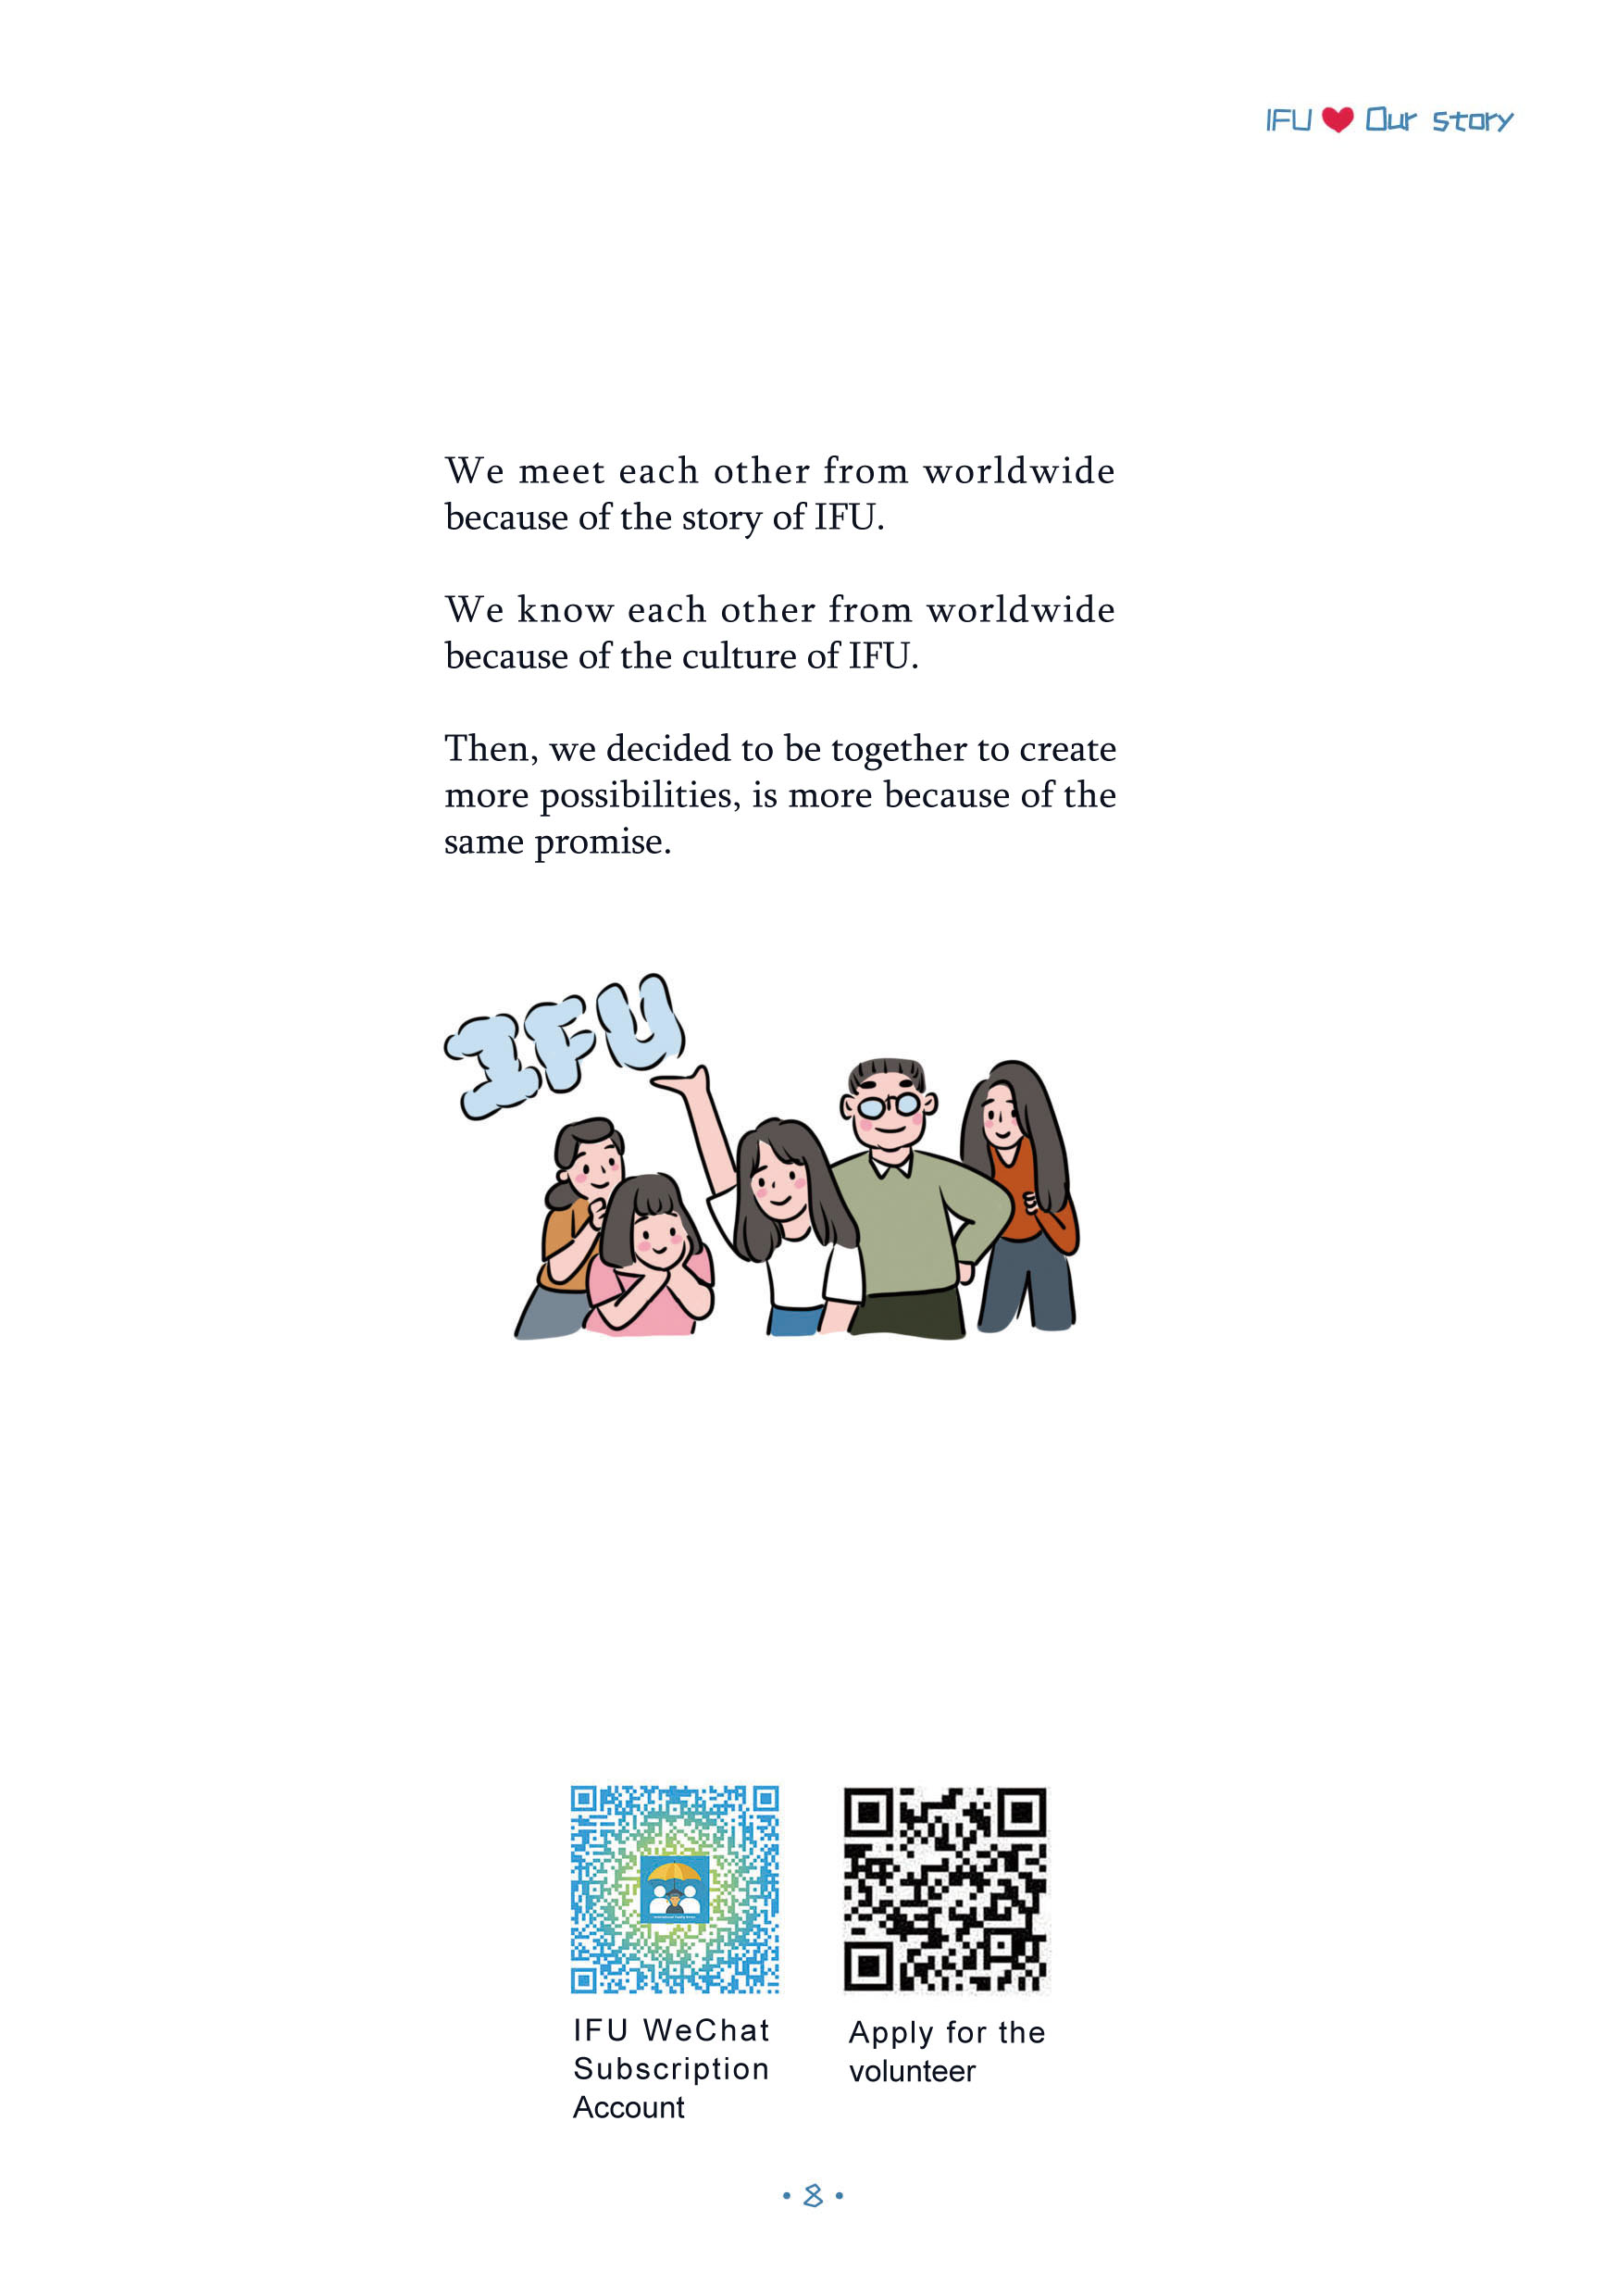 IFU Our story
We meet each other from worldwide
because of the story of IFU.
We know each other from worldwide
because of the culture of IFU.
Then, we decided to be together to create
more possibilities, is more because of the
same promise.
IFU
IFU WeChat
Subscription
Account
Apply for the
volunteer
• 8 •